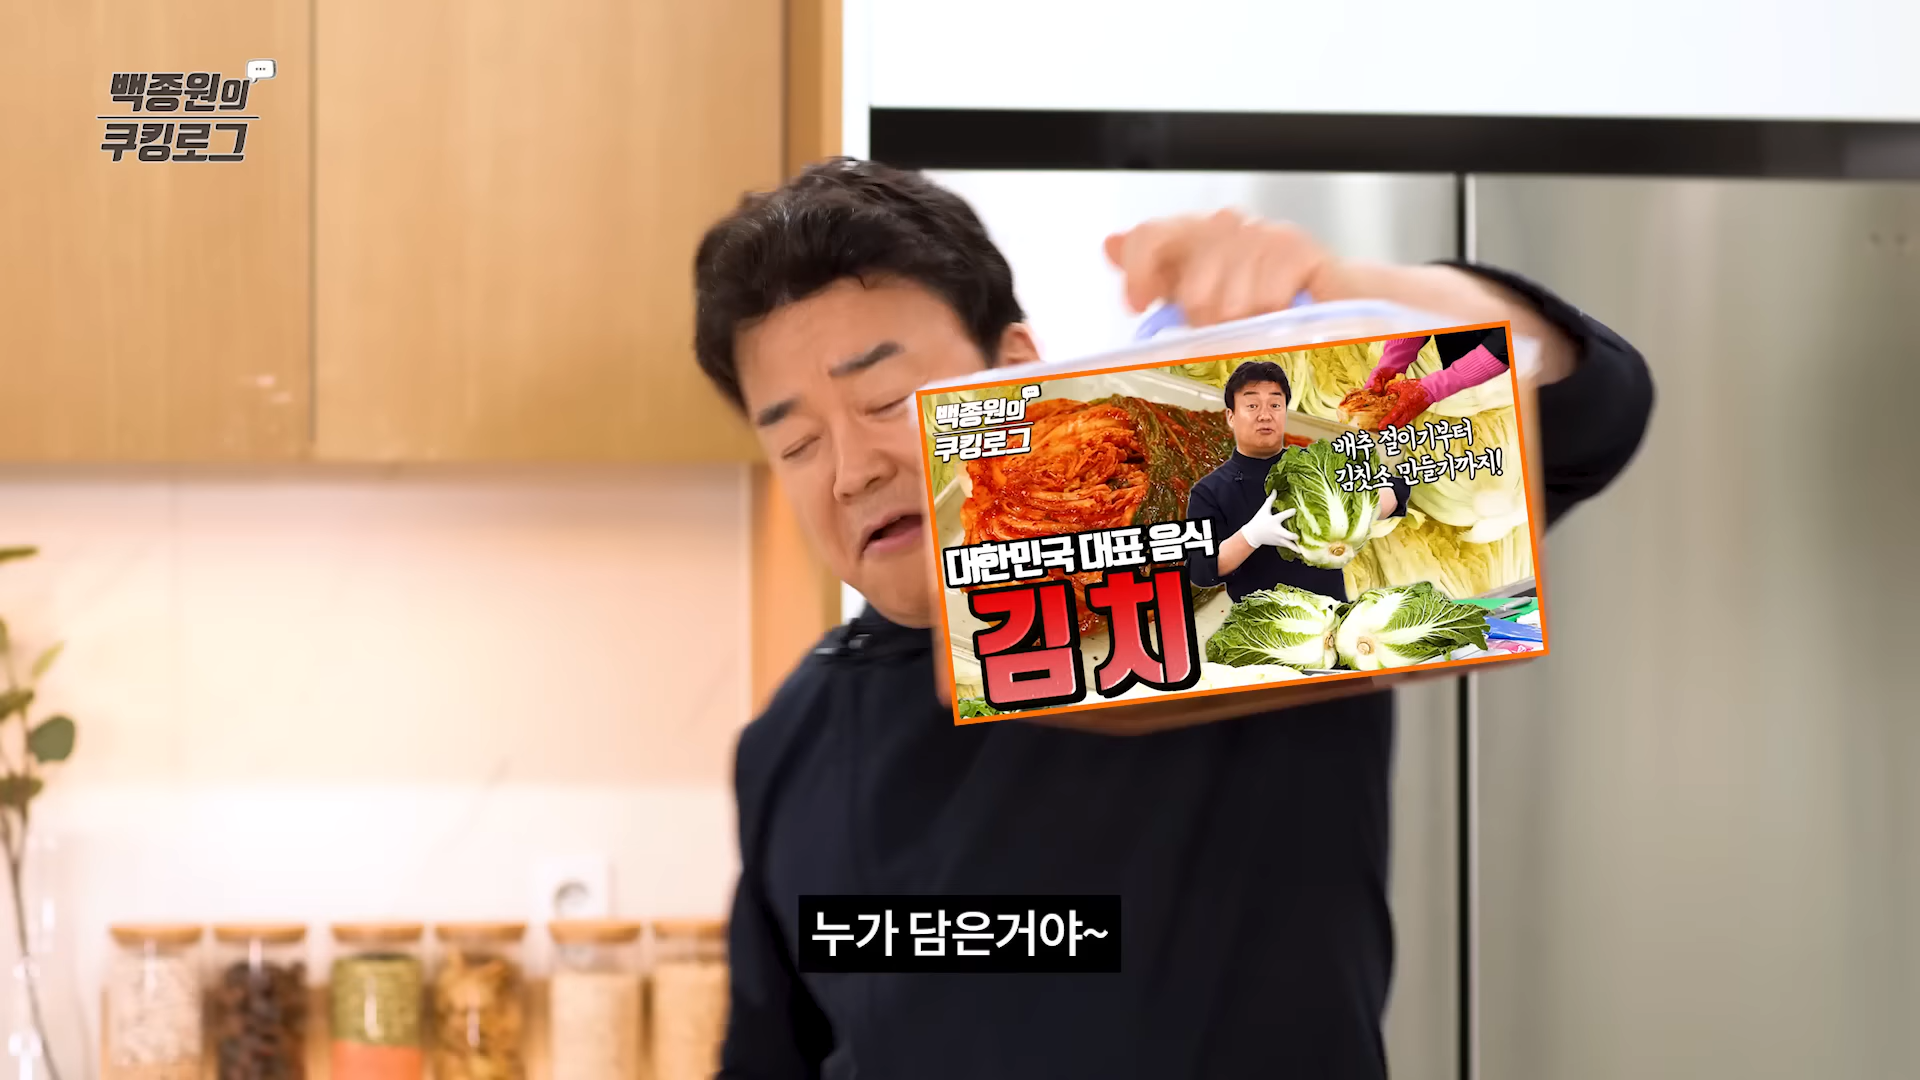 백종원의
쿠킹로그
백종원의
쿠킹로그
배추 절이기부터
김칫소 만들기까지!
대한민국 대표 음식
김치
누가 담은거야~